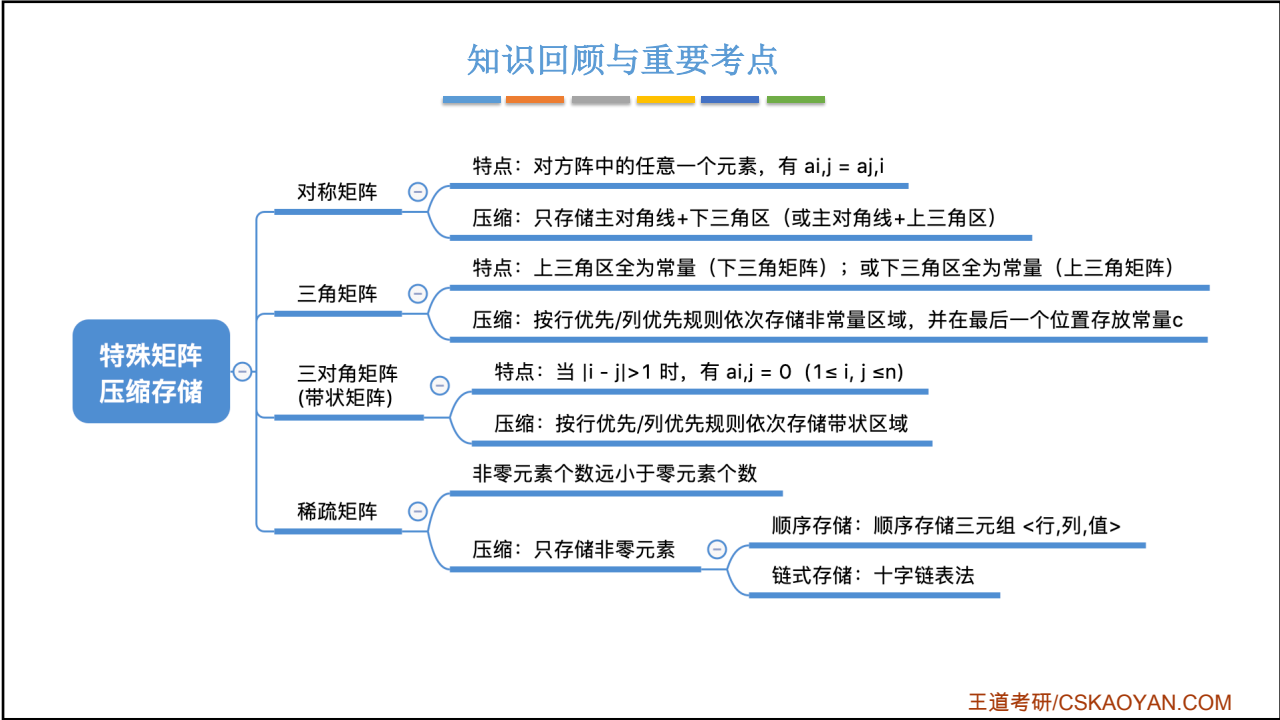 知识回顾与重要考点
特殊矩阵
压缩存储
对称矩阵
特点：对方阵中的任意一个元素，有 ai,j = aj,i
压缩：只存储主对角线+下三角区（或主对角线+上三角区）
三角矩阵
特点：上三角区全为常量（下三角矩阵）；或下三角区全为常量（上三角矩阵）
压缩：按行优先/列优先规则依次存储非常量区域，并在最后一个位置存放常量c
三对角矩阵
(带状矩阵)
特点：当 |i - j|>1 时，有 ai,j = 0（1≤ i, j ≤n)
压缩：按行优先/列优先规则依次存储带状区域
稀疏矩阵
非零元素个数远小于零元素个数
压缩：只存储非零元素
顺序存储：顺序存储三元组 <行,列,值>
链式存储：十字链表法
王道考研/CSKAOYAN.COM